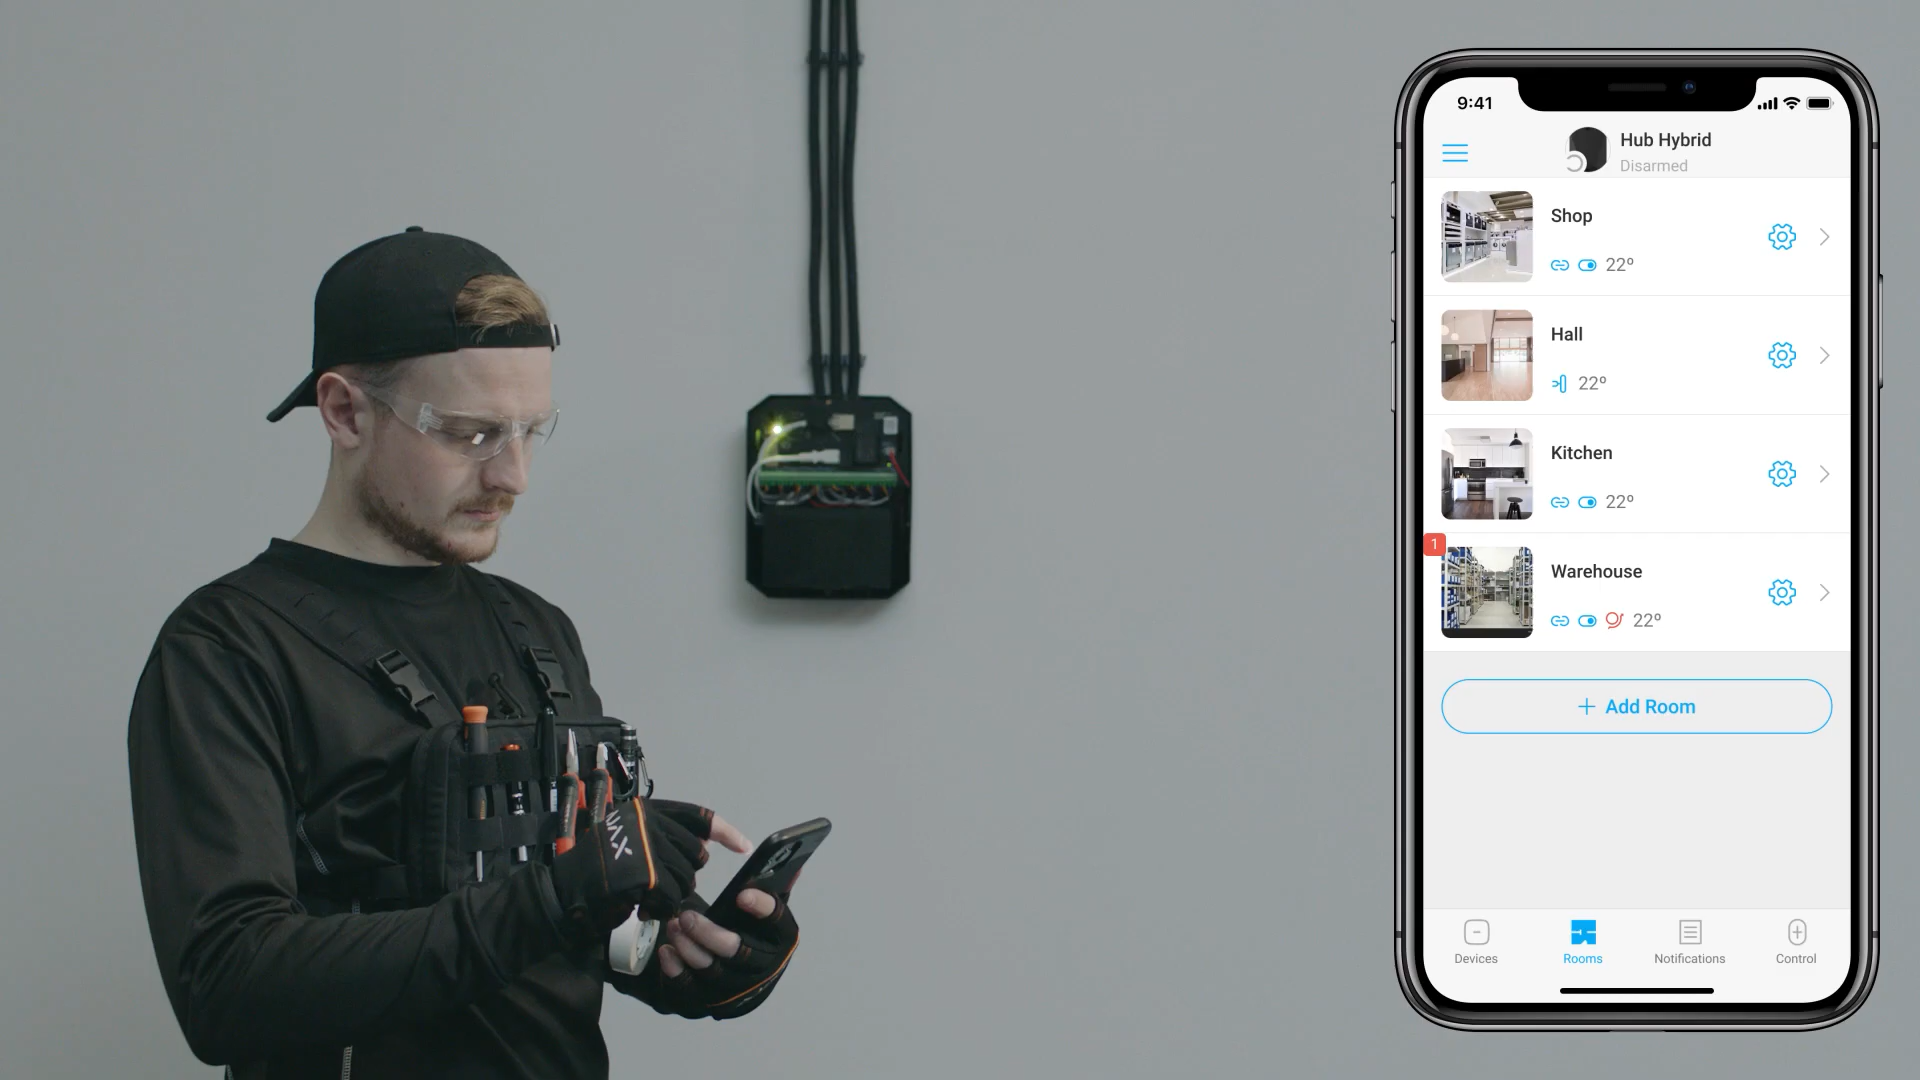 9:41
Hub Hybrid
Disarmed
Shop
22°
Hall
22°
Kitchen
22°
1
Warehouse
22°
+ Add Room
Devices
Rooms
Notifications
Control